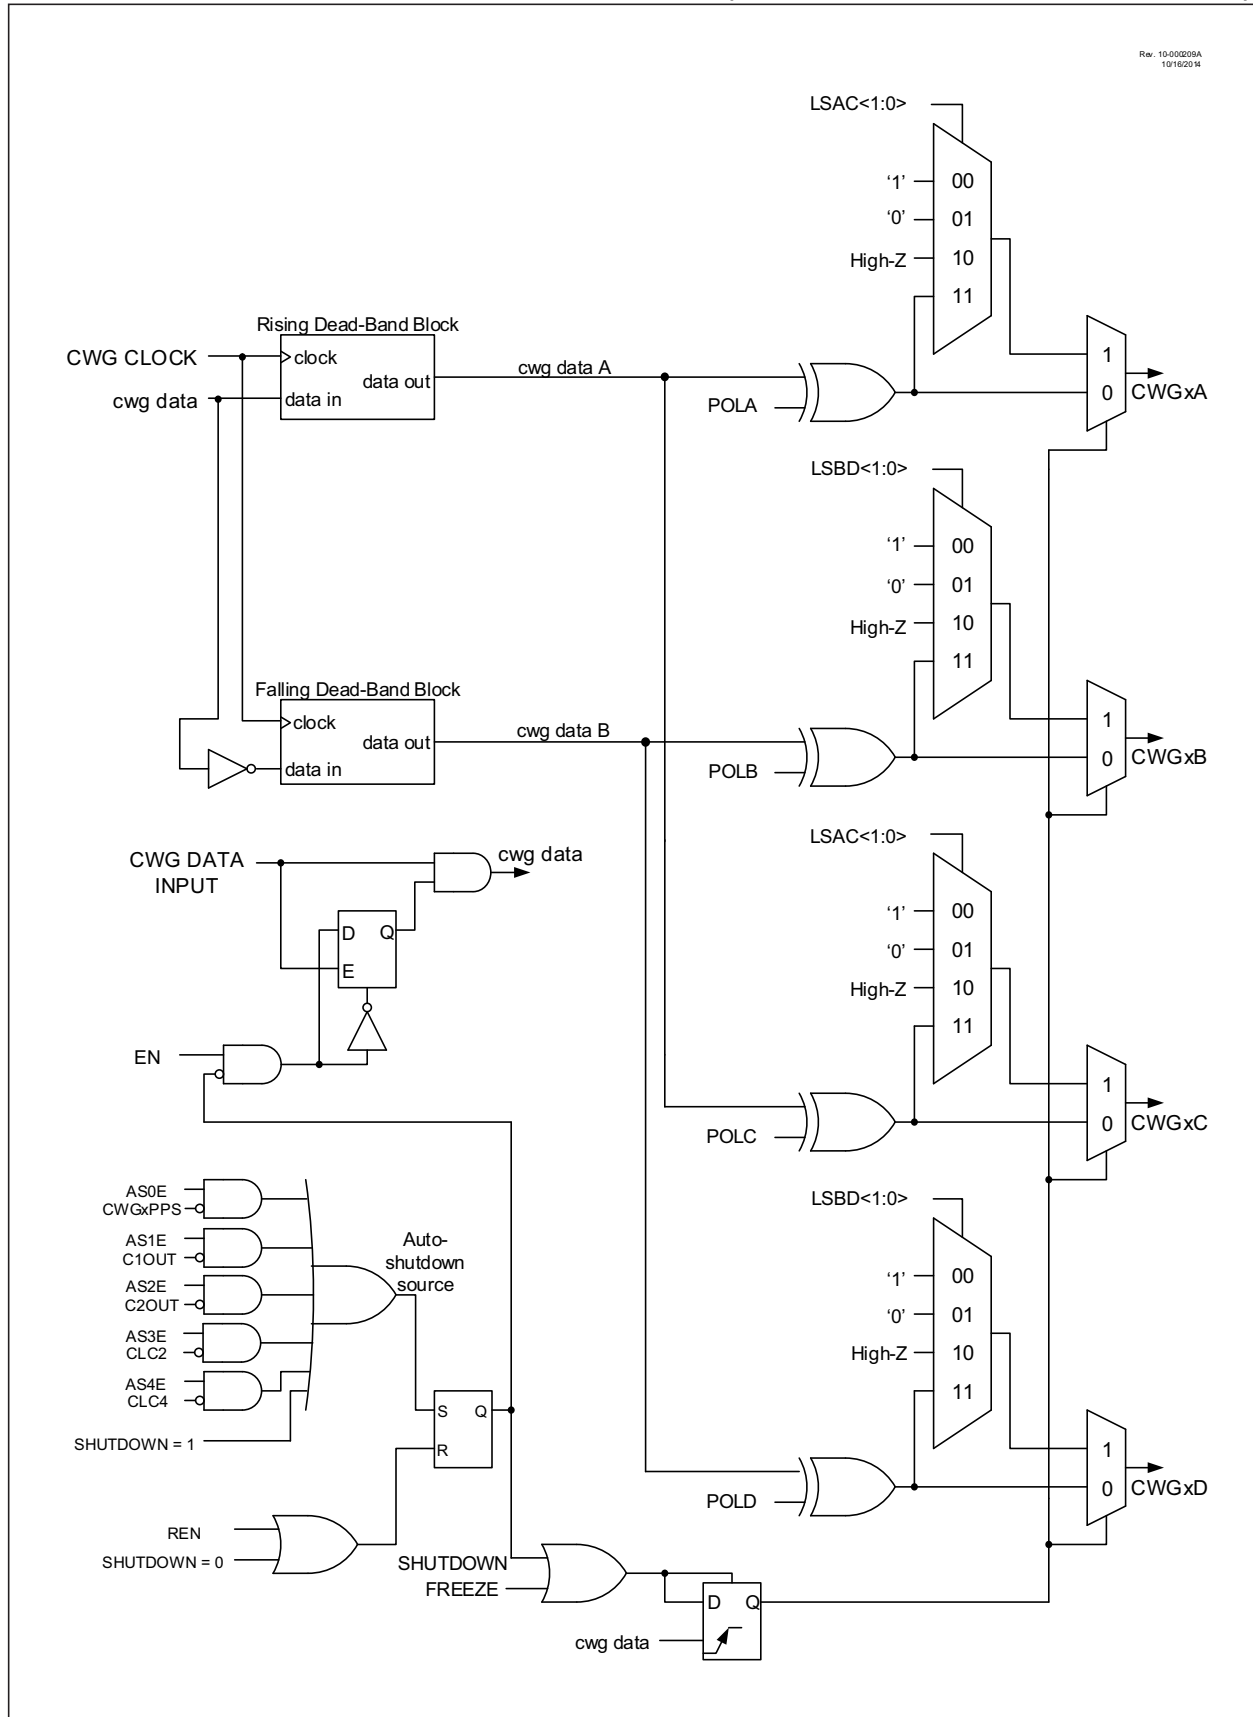 Rev. 10-000209A
10/16/2014
LSAC<1:0>
‘1’
00
‘0’
01
High-Z
10
11
Rising Dead-Band Block
CWG CLOCK
clock
data out
cwg data
data in
cwg data A
POLA
1
0
CWGxA
LSBD<1:0>
‘1’
00
‘0’
01
High-Z
10
11
Falling Dead-Band Block
clock
data out
data in
cwg data B
POLB
1
0
CWGxB
CWG DATA
INPUT
cwg data
D
Q
E
EN
LSAC<1:0>
‘1’
00
‘0’
01
High-Z
10
11
POLC
1
0
CWGxC
AS0E
CWGxPPS
AS1E
C1OUT
AS2E
C2OUT
AS3E
CLC2
AS4E
CLC4
SHUTDOWN = 1
Auto-
shutdown
source
S
Q
R
REN
SHUTDOWN = 0
LSBD<1:0>
‘1’
00
‘0’
01
High-Z
10
11
POLD
1
0
CWGxD
SHUTDOWN
FREEZE
D
Q
cwg data